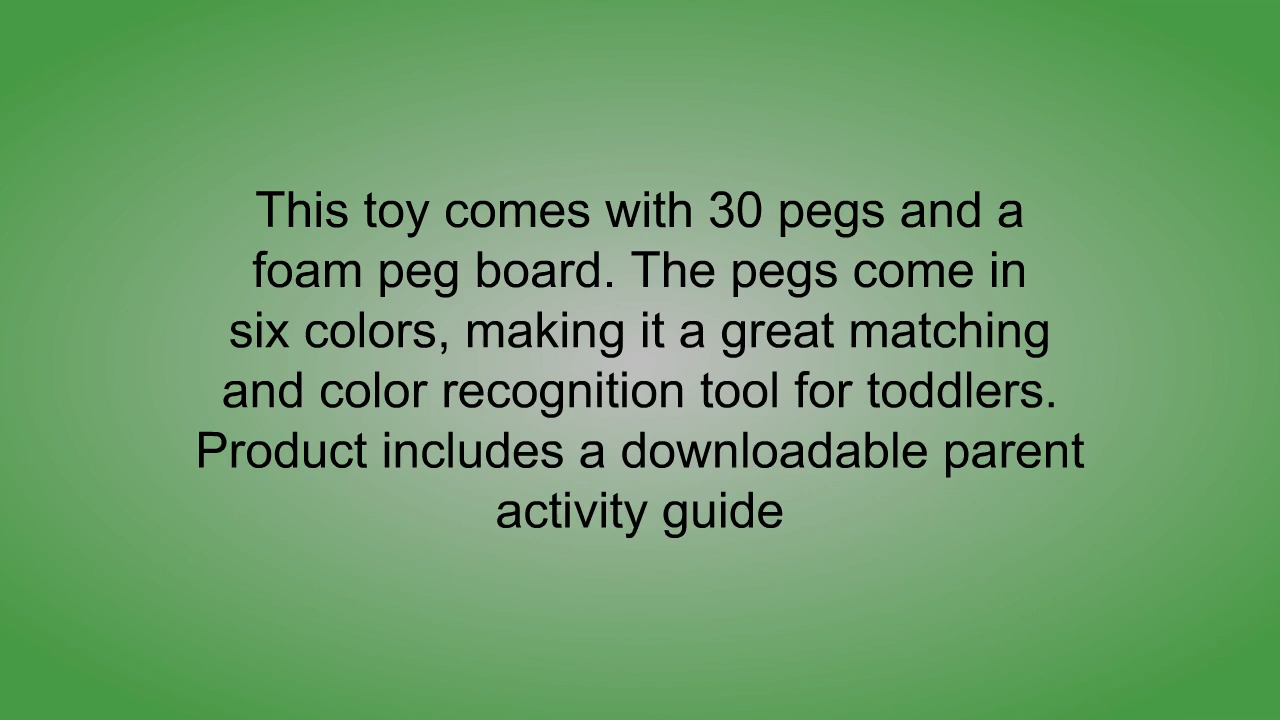 This toy comes with 30 pegs and a
foam peg board. The pegs come in
six colors, making it a great matching
and color recognition tool for toddlers.
Product includes a downloadable parent
activity guide